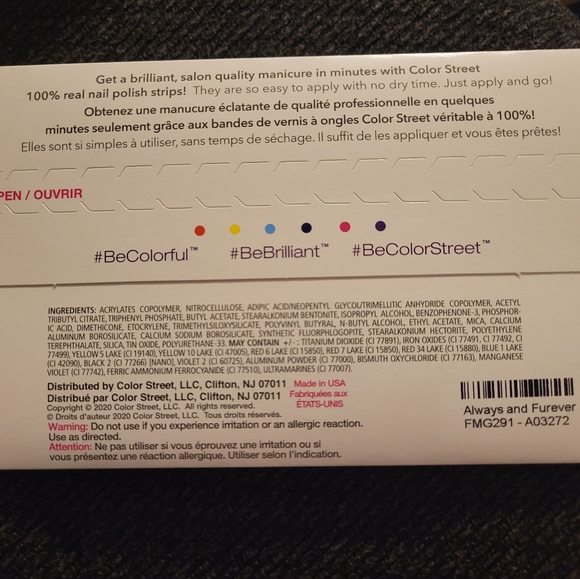 Get a brilliant, salon quality manicure in minutes with Color Street
100% real nail polish strips! They are so easy to apply with no dry time. Just apply and go!
Obtenez une manucure éclatante de qualité professionnelle en quelques
minutes seulement grâce aux bandes de vernis à ongles Color Street véritable à 100%!
Elles sont si simples à utiliser, sans temps de séchage. Il suffit de les appliquer et vous êtes prêtes!
PEN / OUVRIR
#BeColorful™ #BeBrilliant™ #BeColorStreet™
INGREDIENTS: ACRYLATES COPOLYMER, NITROCELLULOSE, ADIPIC ACID/NEOPENTYL GLYCOL/TRIMELLITIC ANHYDRIDE COPOLYMER, ACETYL
TRIBUTYL CITRATE, TRIPHENYL PHOSPHATE, BUTYL ACETATE, STEARALKONIUM BENTONITE, ISOPROPYL ALCOHOL, BENZOPHENONE-3, PHOSPHOR-
IC ACID, DIMETHICONE, ETOCRYLENE, TRIMETHYLSILOXYSILICATE, POLYVINYL BUTYRAL, N-BUTYL ALCOHOL, ETHYL ACETATE, MICA, CALCIUM
ALUMINUM BOROSILICATE, CALCIUM SODIUM BOROSILICATE, SYNTHETIC FLUORPHLOGOPITE, STEARALKONIUM HECTORITE, POLYETHYLENE
TEREPHTHALATE, SILICA, TIN OXIDE, POLYURETHANE-33. MAY CONTAIN +/- : TITANIUM DIOXIDE (CI 77891), IRON OXIDES (CI 77491, CI 77492, CI
77499), YELLOW 5 LAKE (CI 19140), YELLOW 10 LAKE (CI 47005), RED 6 LAKE (CI 15850), RED 7 LAKE (CI 15850), RED 34 LAKE (CI 15880), BLUE 1 LAKE
(CI 42090), BLACK 2 (CI 77266) [NANO], VIOLET 2 (CI 60725), ALUMINUM POWDER (CI 77000), BISMUTH OXYCHLORIDE (CI 77163), MANGANESE
VIOLET (CI 77742), FERRIC AMMONIUM FERROCYANIDE (CI 77510), ULTRAMARINES (CI 77007).
Distributed by Color Street, LLC, Clifton, NJ 07011 Made in USA
Distribué par Color Street, LLC, Clifton, NJ 07011 Fabriquées aux
ÉTATS-UNIS
Copyright © 2020 Color Street, LLC. All rights reserved.
© Droits d'auteur 2020 Color Street, LLC. Tous droits réservés.
Warning: Do not use if you experience irritation or an allergic reaction.
Use as directed.
Attention: Ne pas utiliser si vous éprouvez une irritation ou si
vous présentez une réaction allergique. Utiliser selon l'indication.
Always and Furever
FMG291 - A03272